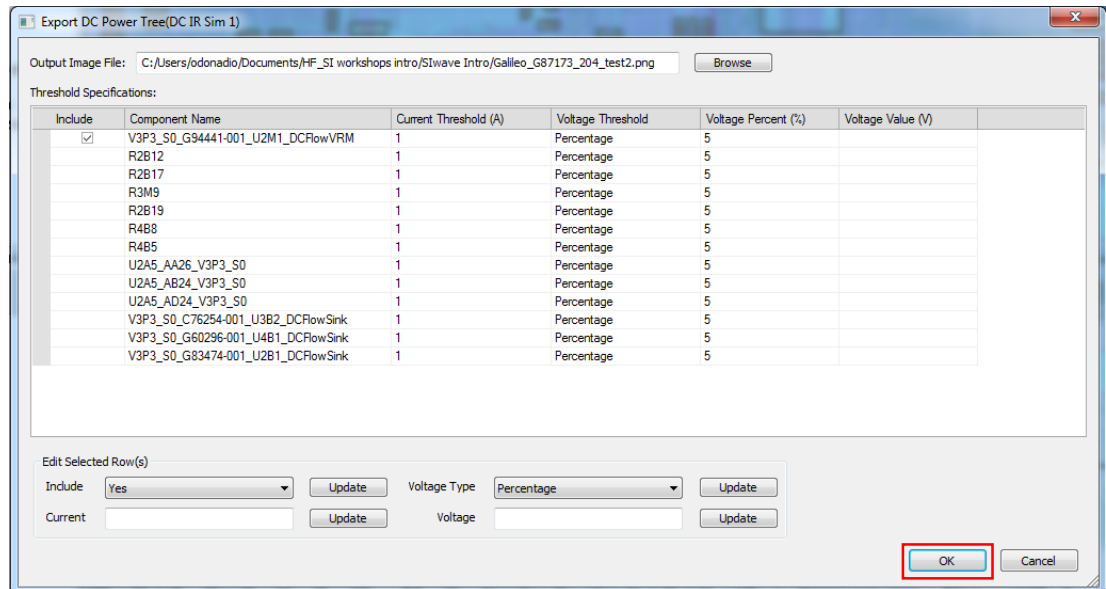 Export DC Power Tree(DC IR Sim 1)
Output Image File: C:/Users/odonadio/Documents/HF_SI workshops intro/SIwave Intro/Galileo_G87173_204_test2.png Browse
Threshold Specifications:
Include Component Name Current Threshold (A) Voltage Threshold Voltage Percent (%) Voltage Value (V)
V3P3_S0_G94441-001_U2M1_DCFlowVRM 1 Percentage 5
R2B12 1 Percentage 5
R2B17 1 Percentage 5
R3M9 1 Percentage 5
R2B19 1 Percentage 5
R4B8 1 Percentage 5
R4B5 1 Percentage 5
U2A5_AA26_V3P3_S0 1 Percentage 5
U2A5_AB24_V3P3_S0 1 Percentage 5
U2A5_AD24_V3P3_S0 1 Percentage 5
V3P3_S0_C76254-001_U3B2_DCFlowSink 1 Percentage 5
V3P3_S0_G60296-001_U4B1_DCFlowSink 1 Percentage 5
V3P3_S0_G83474-001_U2B1_DCFlowSink 1 Percentage 5
Edit Selected Row(s)
Include Yes Update Voltage Type Percentage Update
Current Update Voltage Update
OK Cancel